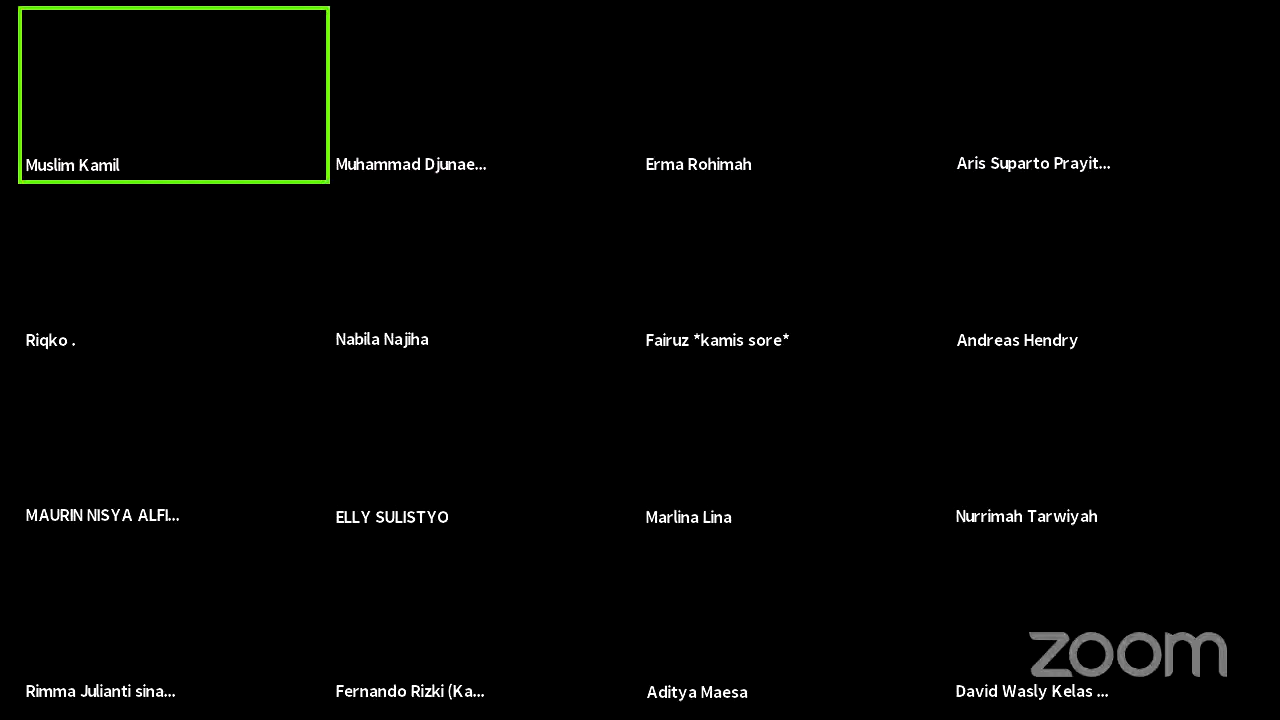 Muslim Kamil
Muhammad Djunae...
Erma Rohimah
Aris Suparto Prayit...
Riqko .
Nabila Najiha
Fairuz *kamis sore*
Andreas Hendry
MAURIN NISYA ALFI...
ELLY SULISTYO
Marlina Lina
Nurrimah Tarwiyah
Rimma Julianti sina...
Fernando Rizki (Ka...
Aditya Maesa
David Wasly Kelas ...
zoom